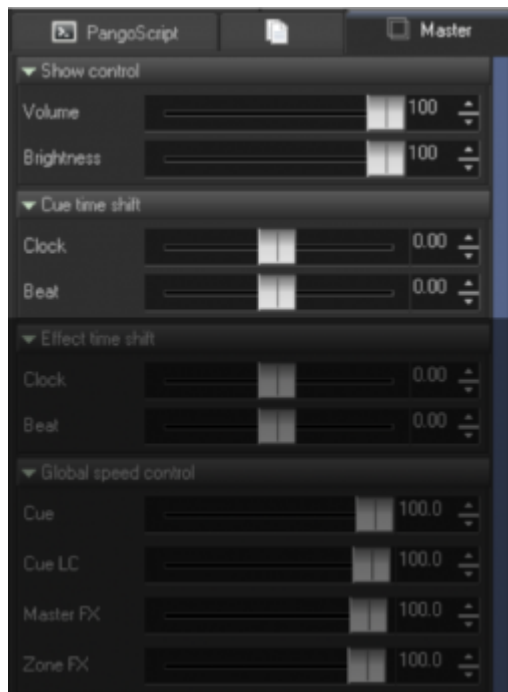 PangoScript Master
Show control
Volume 100
Brightness 100
Cue time shift
Clock 0.00
Beat 0.00
Effect time shift
Clock 0.00
Beat 0.00
Global speed control
Cue 100.0
Cue LC 100.0
Master FX 100.0
Zone FX 100.0